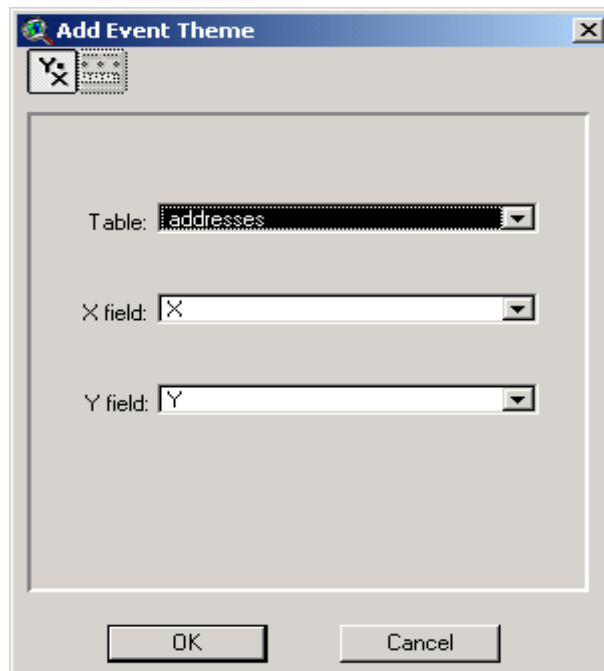 Add Event Theme
Y X
Table: addresses
X field: X
Y field: Y
OK Cancel